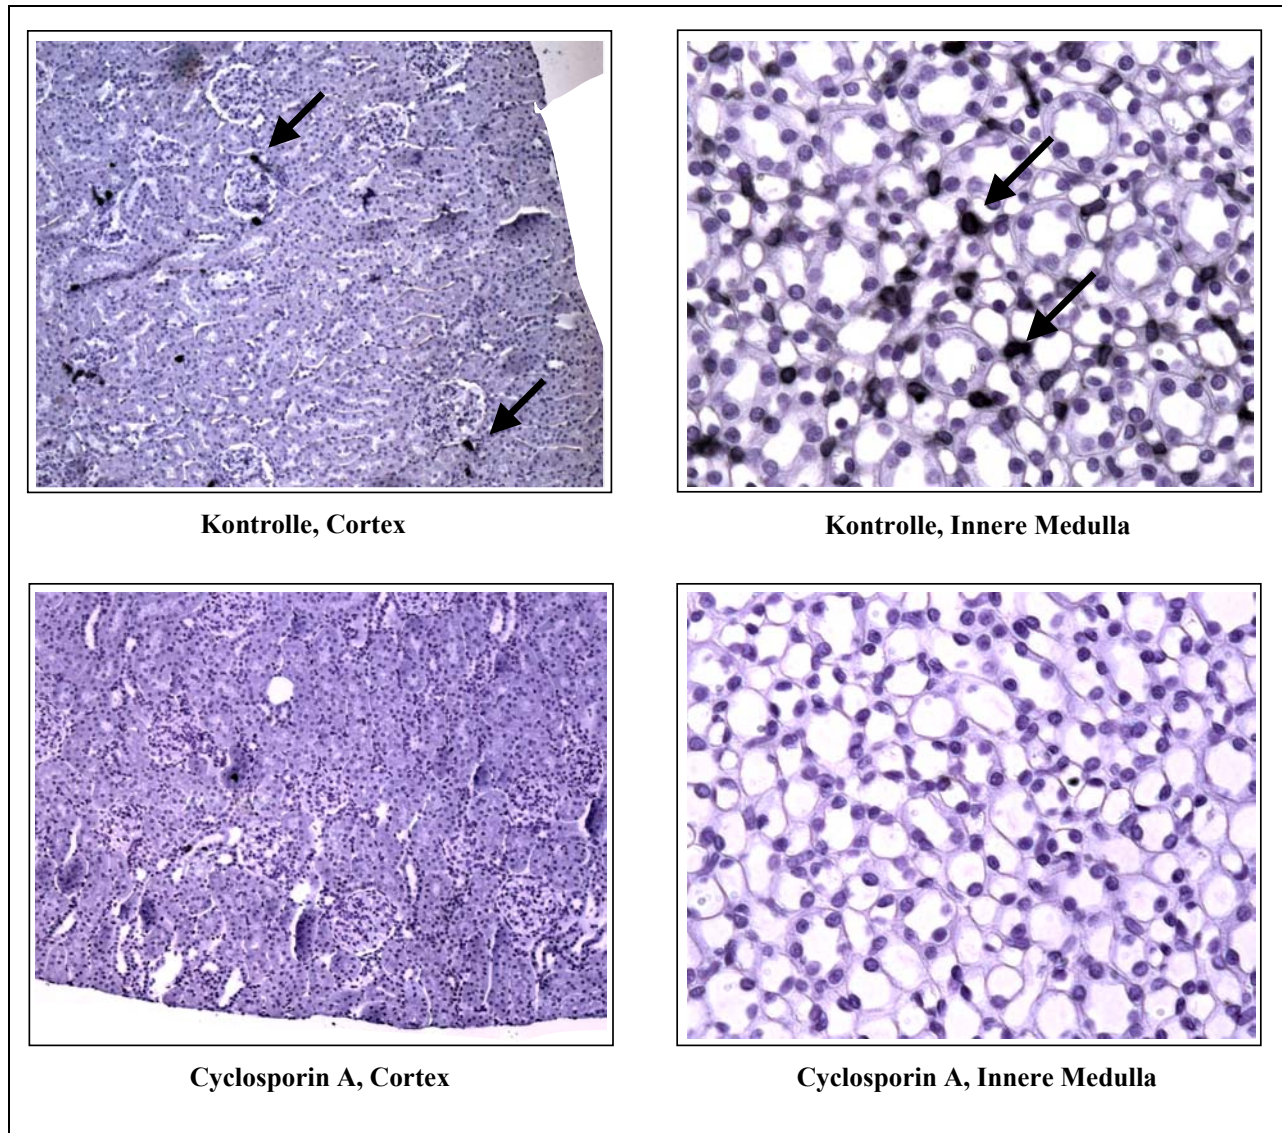 Kontrolle, Cortex
Kontrolle, Innere Medulla
Cyclosporin A, Cortex
Cyclosporin A, Innere Medulla